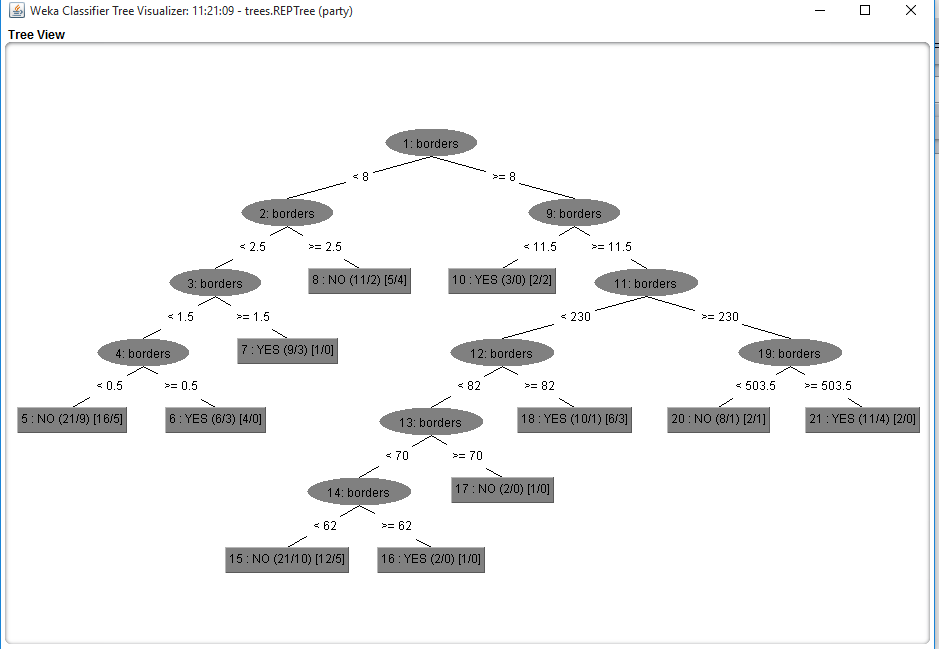 Weka Classifier Tree Visualizer: 11:21:09 - trees.REPTree (party)
Tree View
1: borders
< 8
>= 8
2: borders
9: borders
< 2.5
>= 2.5
< 11.5
>= 11.5
3: borders
8 : NO (11/2) [5/4]
10 : YES (3/0) [2/2]
11: borders
< 1.5
>= 1.5
< 230
>= 230
4: borders
7 : YES (9/3) [1/0]
12: borders
19: borders
< 0.5
>= 0.5
< 82
>= 82
< 503.5
>= 503.5
5 : NO (21/9) [16/5]
6 : YES (6/3) [4/0]
13: borders
18 : YES (10/1) [6/3]
20 : NO (8/1) [2/1]
21 : YES (11/4) [2/0]
< 70
>= 70
14: borders
17 : NO (2/0) [1/0]
< 62
>= 62
15 : NO (21/10) [12/5]
16 : YES (2/0) [1/0]